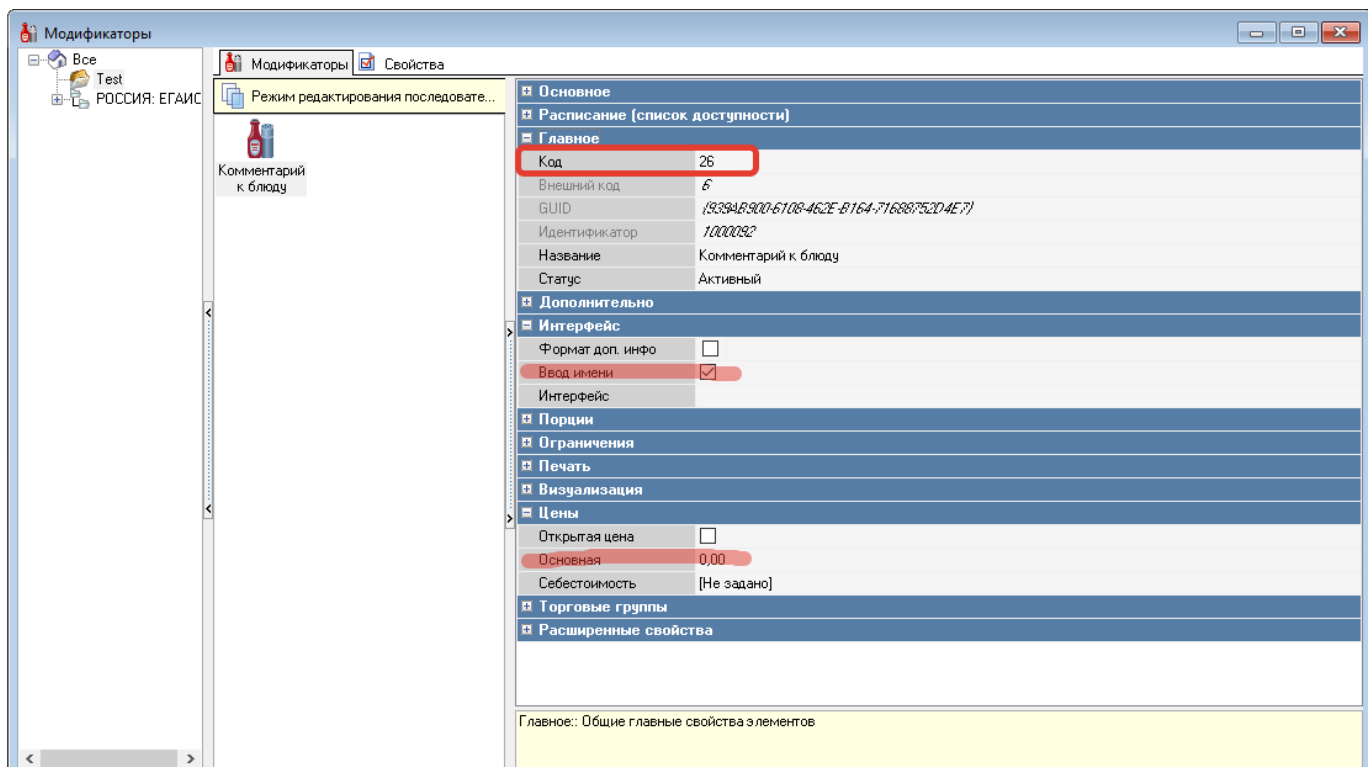 Модификаторы
Все
Test
РОССИЯ: ЕГАИС
Модификаторы
Свойства
Режим редактирования последовате...
Комментарий
к блюду
Основное
Расписание (список доступности)
Главное
Код 26
Внешний код 6
GUID {939AB900-6108-462E-B164-71688752D4E7}
Идентификатор 1000092
Название Комментарий к блюду
Статус Активный
Дополнительно
Интерфейс
Формат доп. инфо
Ввод имени
Интерфейс
Порции
Ограничения
Печать
Визуализация
Цены
Открытая цена
Основная 0,00
Себестоимость [Не задано]
Торговые группы
Расширенные свойства
Главное:: Общие главные свойства элементов